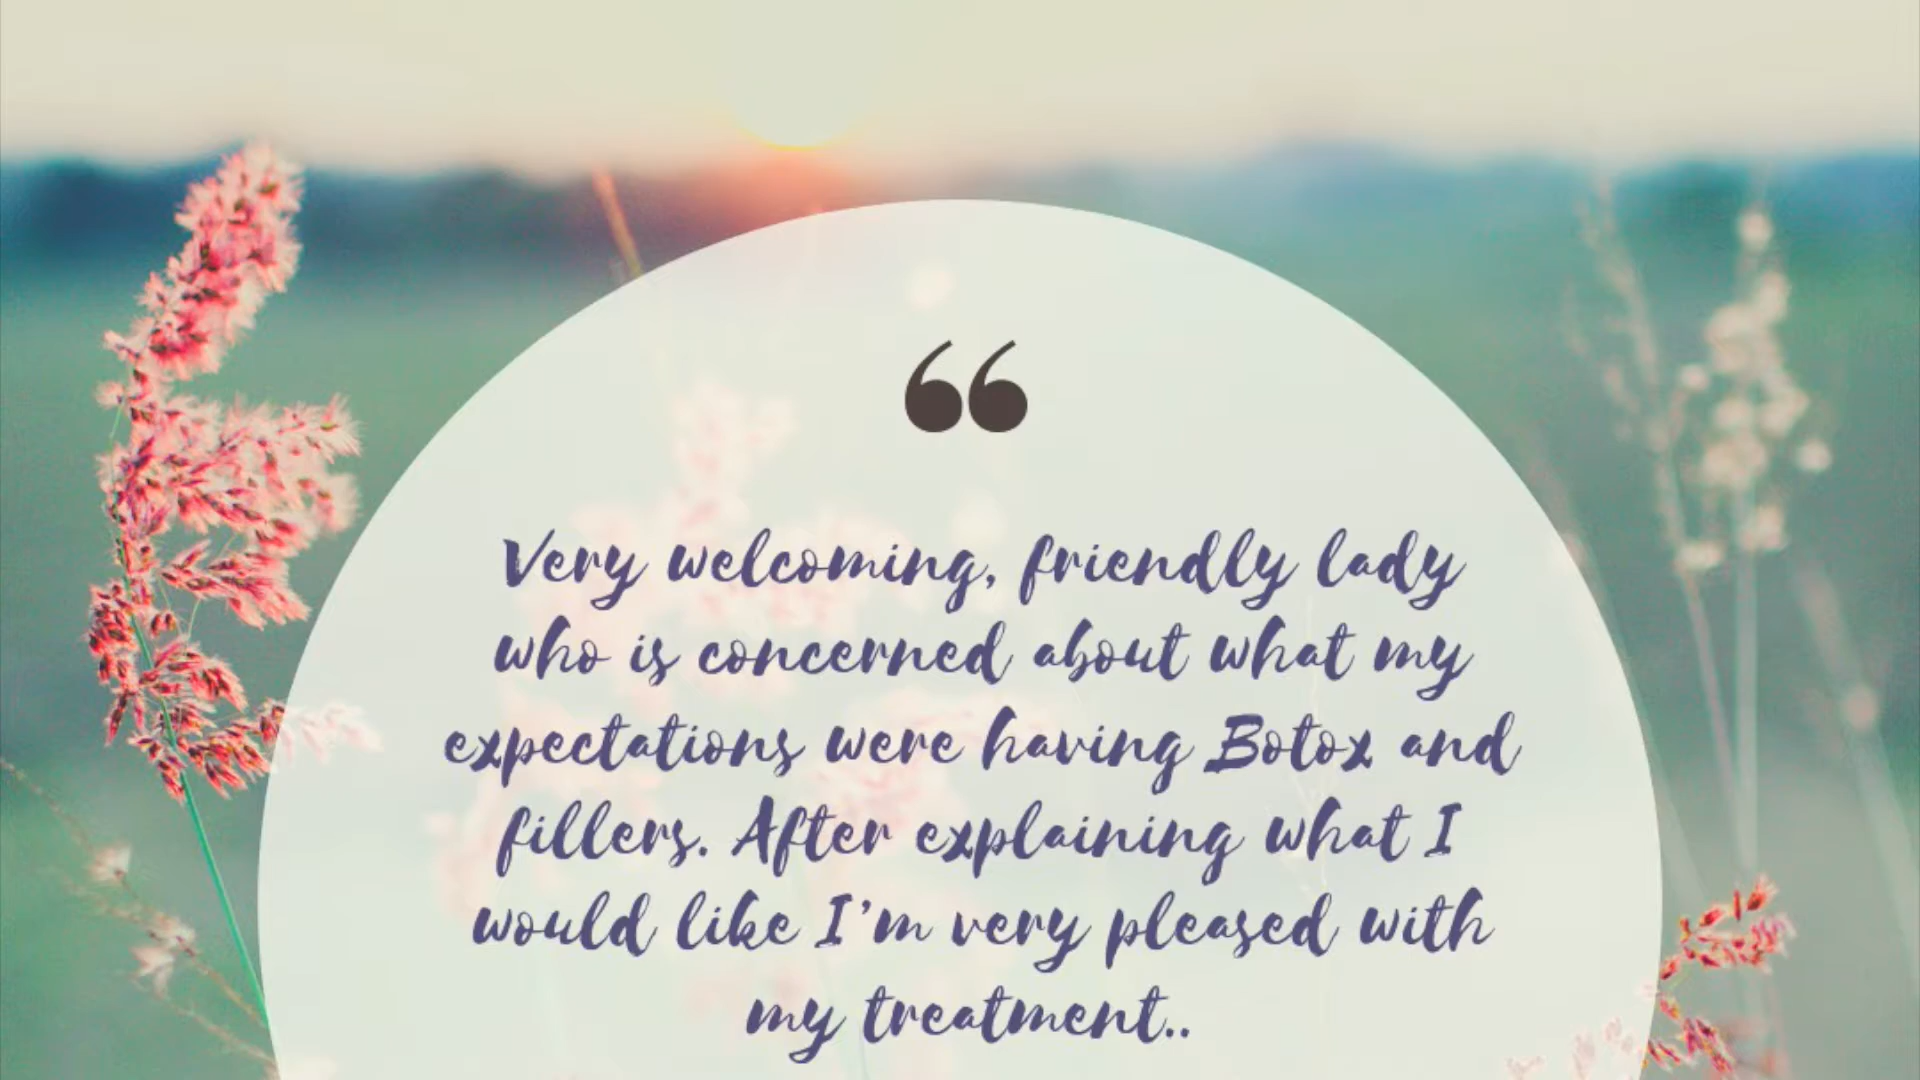 “
Very welcoming, friendly lady
who is concerned about what my
expectations were having Botox and
fillers. After explaining what I
would like I'm very pleased with
my treatment..